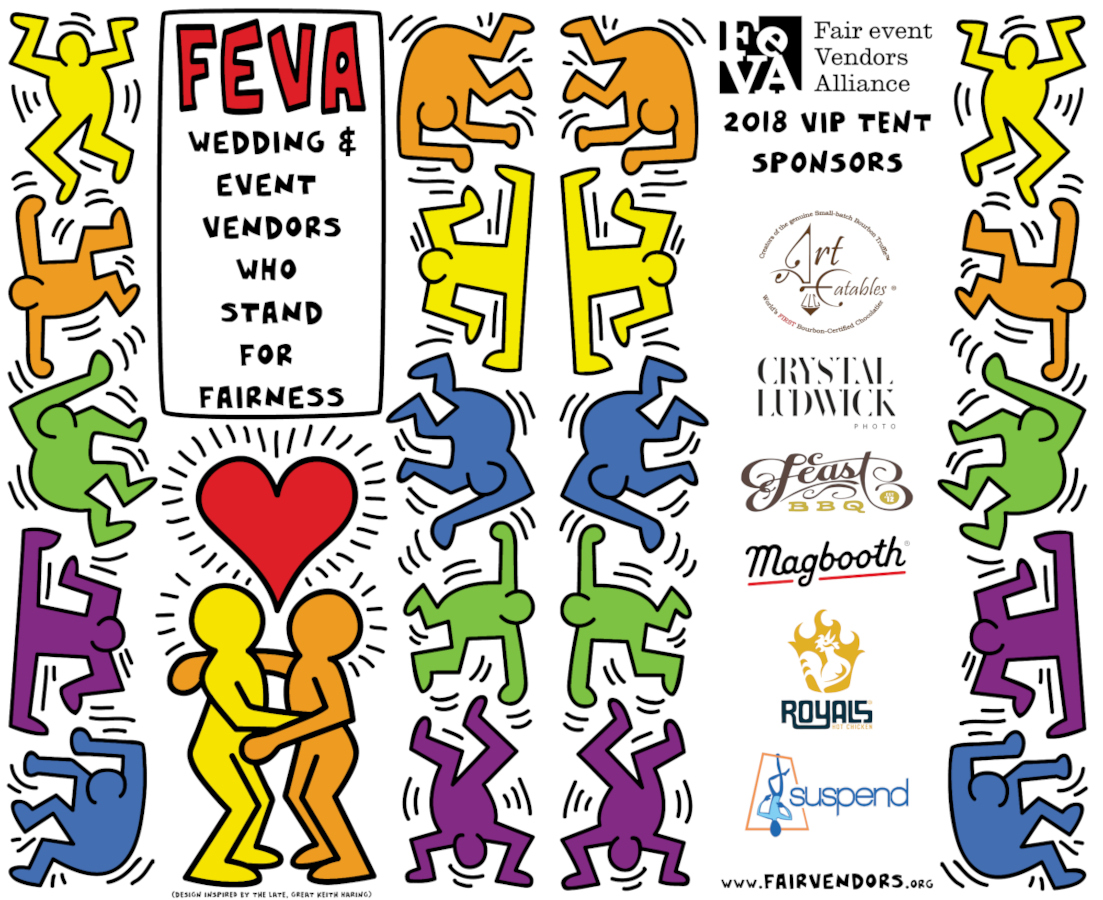 FEVA
WEDDING &
EVENT
VENDORS
WHO
STAND
FOR
FAIRNESS
(DESIGN INSPIRED BY THE LATE, GREAT KEITH HARING)
FeVA
Fair event
Vendors
Alliance
2018 VIP TENT
SPONSORS
Creators of the genuine Small-batch Bourbon Truffle™
Art
Eatables ®
World's FIRST Bourbon-Certified Chocolatier
CRYSTAL
LUDWICK
PHOTO
Feast
BBQ
Magbooth®
ROYALS
HOT CHICKEN
suspend
WWW.FAIRVENDORS.ORG